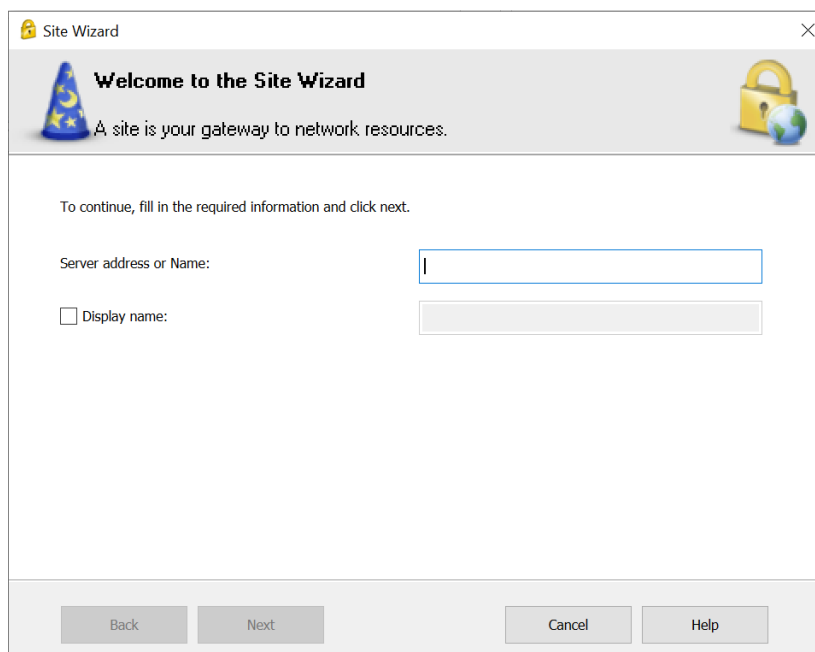 Site Wizard
Welcome to the Site Wizard
A site is your gateway to network resources.
To continue, fill in the required information and click next.
Server address or Name:
Display name:
Back Next Cancel Help